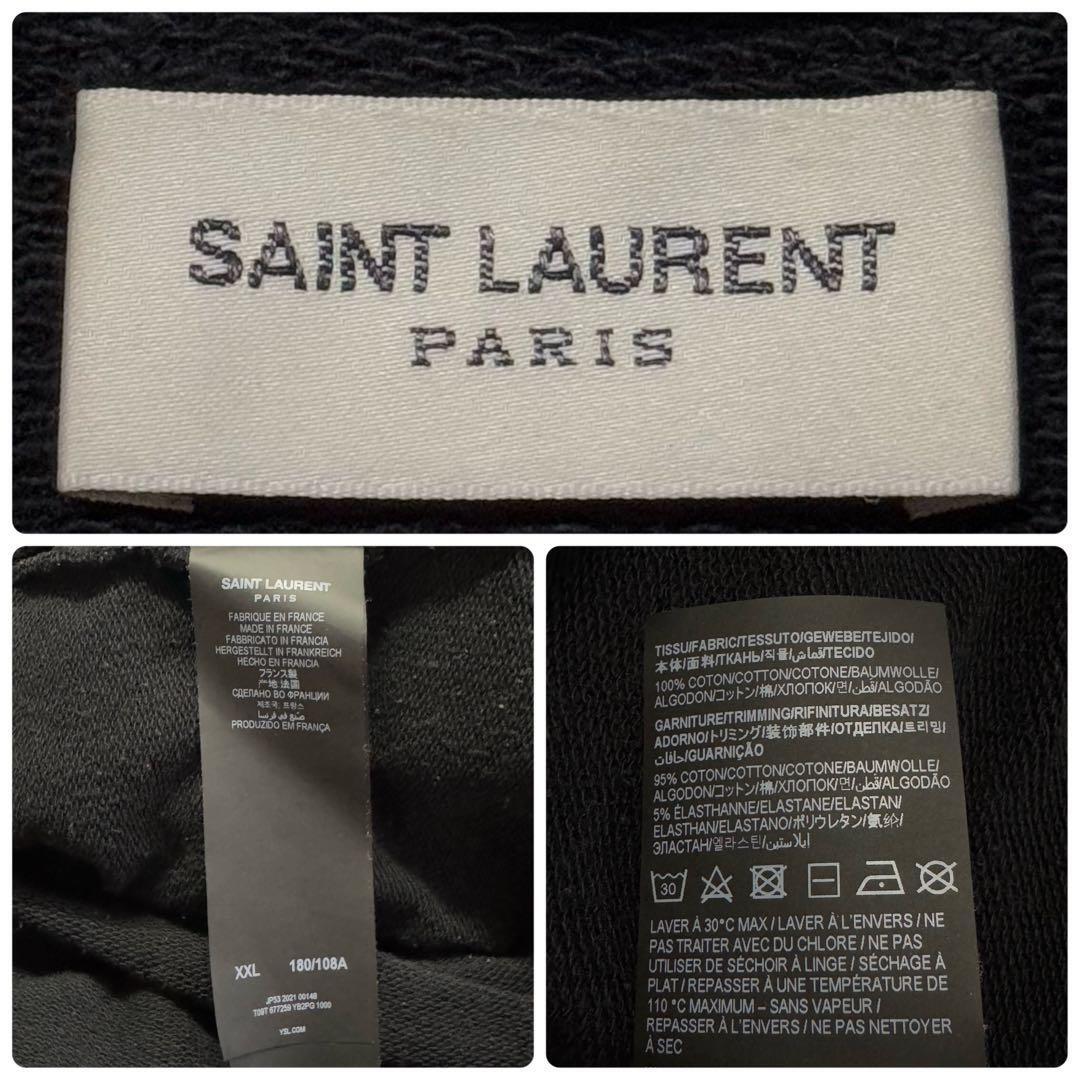 SAINT LAURENT
PARIS
SAINT LAURENT
PARIS
FABRIQUE EN FRANCE
MADE IN FRANCE
FABBRICATO IN FRANCIA
HERGESTELLT IN FRANKREICH
HECHO EN FRANCIA
フランス製
产地 法国
СДЕЛАНО ВО ФРАНЦИИ
제조국: 프랑스
صنع في فرنسا
PRODUZIDO EM FRANÇA
XXL 180/108A
JP53 2021 00148
T09T 677259 YB2PG 1000
YSL.COM
TISSU/FABRIC/TESSUTO/GEWEBE/TEJIDO/
本体/面料/ТКАНЬ/직물/قماش/TECIDO
100% COTON/COTTON/COTONE/BAUMWOLLE/
ALGODON/コットン/棉/ХЛОПОК/면/قطن/ALGODÃO
GARNITURE/TRIMMING/RIFINITURA/BESATZ/
ADORNO/トリミング/装饰部件/ОТДЕЛКА/트리밍/
حافات/GUARNIÇÃO
95% COTON/COTTON/COTONE/BAUMWOLLE/
ALGODON/コットン/棉/ХЛОПОК/면/قطن/ALGODÃO
5% ÉLASTHANNE/ELASTANE/ELASTAN/
ELASTHAN/ELASTANO/ポリウレタン/氨纶/
ЭЛАСТАН/엘라스틴/إيلاستين
30
LAVER À 30°C MAX / LAVER À L'ENVERS / NE
PAS TRAITER AVEC DU CHLORE / NE PAS
UTILISER DE SÉCHOIR À LINGE / SÉCHAGE À
PLAT / REPASSER À UNE TEMPÉRATURE DE
110 °C MAXIMUM – SANS VAPEUR /
REPASSER À L'ENVERS / NE PAS NETTOYER
À SEC